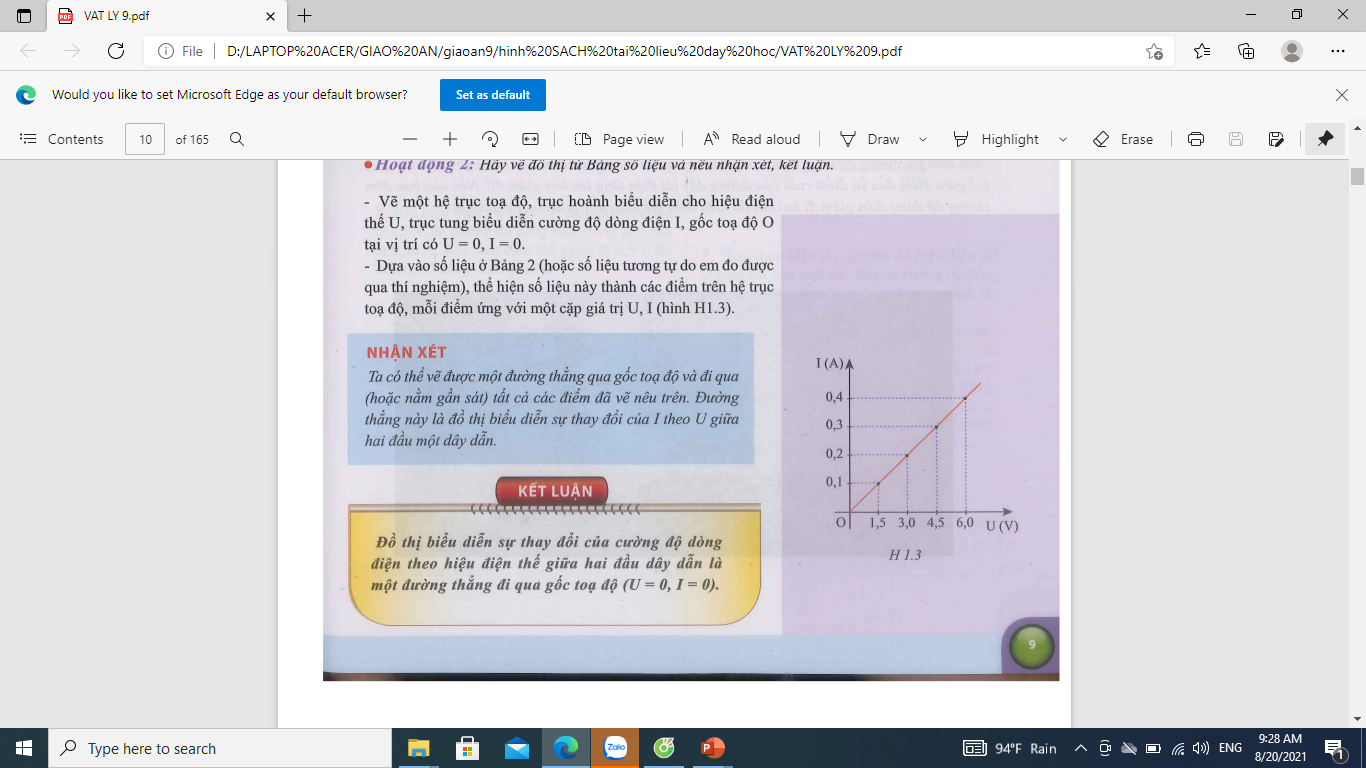 VAT LY 9.pdf
File
D:/LAPTOP%20ACER/GIAO%20AN/giaoan9/hinh%20SACH%20tai%20lieu%20day%20hoc/VAT%20LY%209.pdf
Would you like to set Microsoft Edge as your default browser?
Set as default
Contents
10
of 165
Page view
Read aloud
Draw
Highlight
Erase
Hoạt động 2: Hãy vẽ đồ thị từ Bảng số liệu và nêu nhận xét, kết luận.
- Vẽ một hệ trục toạ độ, trục hoành biểu diễn cho hiệu điện
thế U, trục tung biểu diễn cường độ dòng điện I, gốc toạ độ O
tại vị trí có U = 0, I = 0.
- Dựa vào số liệu ở Bảng 2 (hoặc số liệu tương tự do em đo được
qua thí nghiệm), thể hiện số liệu này thành các điểm trên hệ trục
toạ độ, mỗi điểm ứng với một cặp giá trị U, I (hình H1.3).
NHẬN XÉT
Ta có thể vẽ được một đường thẳng qua gốc toạ độ và đi qua
(hoặc nằm gần sát) tất cả các điểm đã vẽ nêu trên. Đường
thẳng này là đồ thị biểu diễn sự thay đổi của I theo U giữa
hai đầu một dây dẫn.
KẾT LUẬN
Đồ thị biểu diễn sự thay đổi của cường độ dòng
điện theo hiệu điện thế giữa hai đầu dây dẫn là
một đường thẳng đi qua gốc toạ độ (U = 0, I = 0).
I (A)
0,4
0,3
0,2
0,1
O 1,5 3,0 4,5 6,0 U (V)
H 1.3
9
Type here to search
Zalo
94°F Rain
ENG
9:28 AM
8/20/2021
1